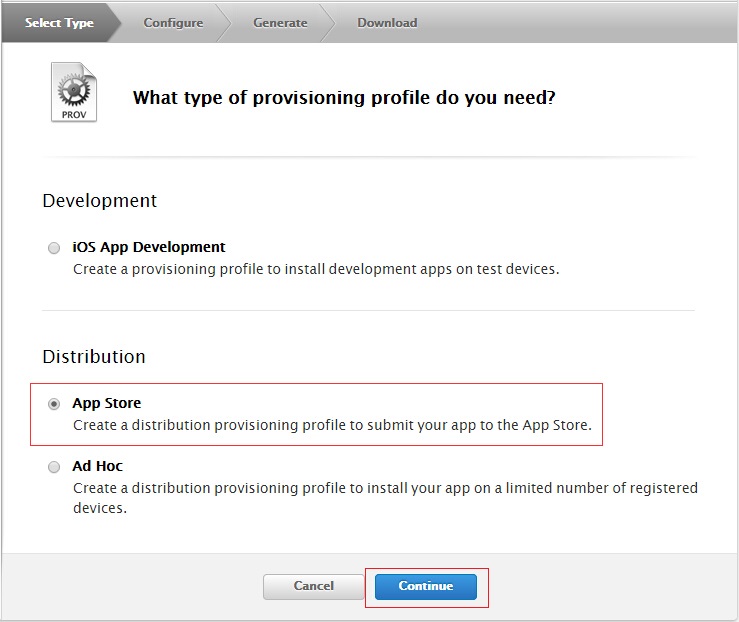 Select Type Configure Generate Download
PROV
What type of provisioning profile do you need?
Development
iOS App Development
Create a provisioning profile to install development apps on test devices.
Distribution
App Store
Create a distribution provisioning profile to submit your app to the App Store.
Ad Hoc
Create a distribution provisioning profile to install your app on a limited number of registered
devices.
Cancel Continue